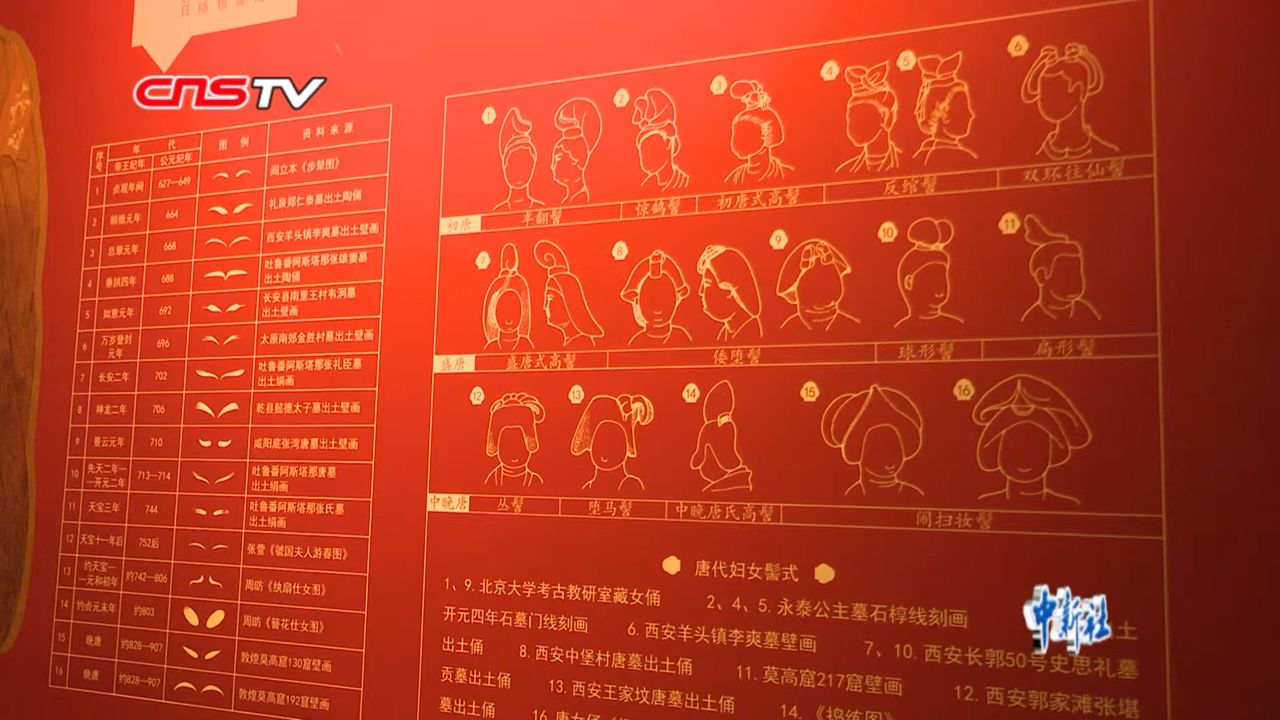 CNSTV
序号 年代 图例 资料来源
帝王纪年 公元纪年
1 贞观年间 627—649 阎立本《步辇图》
2 麟德元年 664 礼泉郑仁泰墓出土陶俑
3 总章元年 668 西安羊头镇李爽墓出土壁画
4 垂拱四年 688 吐鲁番阿斯塔那张雄妻墓
出土陶俑
5 如意元年 692 长安县南里王村韦泂墓
出土壁画
6 万岁登封 696 太原南郊金胜村墓出土壁画
元年
7 长安二年 702 吐鲁番阿斯塔那张礼臣墓
出土绢画
8 神龙二年 706 乾县懿德太子墓出土壁画
9 景云元年 710 咸阳底张湾唐墓出土壁画
10 先天二年— 713—714 吐鲁番阿斯塔那唐墓
—开元二年 出土绢画
11 天宝三年 744 吐鲁番阿斯塔那张氏墓
出土绢画
12 天宝十一年后 752后 张萱《虢国夫人游春图》
13 约天宝— 约742—806 周昉《纨扇仕女图》
—元和初年
14 约贞元末年 约803 周昉《簪花仕女图》
15 晚唐 约828—907 敦煌莫高窟130窟壁画
16 晚唐 约828—907 敦煌莫高窟192窟壁画
1 2 3 4 5 6
初唐 半翻髻 惊鹄髻 初唐式高髻 反绾髻 双环往仙髻
7 8 9 10 11
盛唐 盛唐式高髻 倭堕髻 球形髻 扁形髻
12 13 14 15 16
中晚唐 丛髻 堕马髻 中晚唐氏高髻 闹扫妆髻
唐代妇女髻式
1、9.北京大学考古教研室藏女俑 2、4、5.永泰公主墓石椁线刻画 土
开元四年石墓门线刻画 6.西安羊头镇李爽墓壁画 7、10.西安长郭50号史思礼墓
出土俑 8.西安中堡村唐墓出土俑 11.莫高窟217窟壁画 12.西安郭家滩张堪
贡墓出土俑 13.西安王家坟唐墓出土俑 14.《捣练图》
墓出土俑 16.唐女俑
中新社